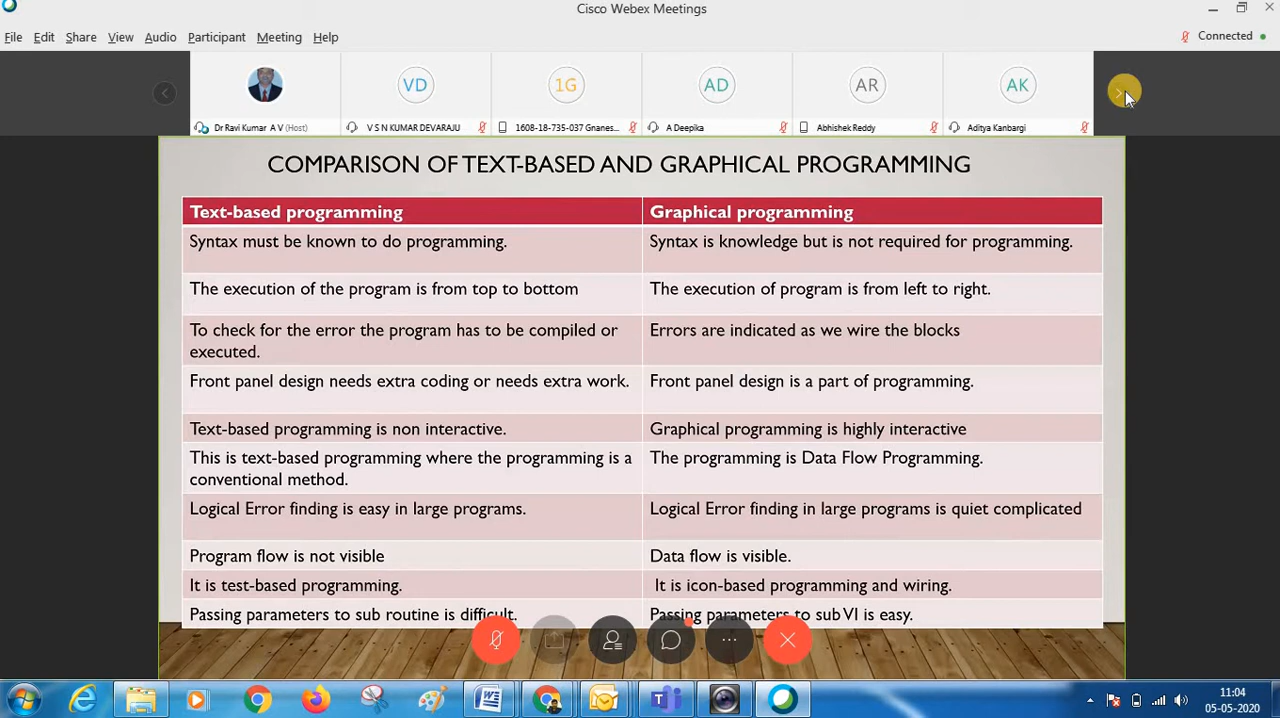 Cisco Webex Meetings
File Edit Share View Audio Participant Meeting Help
Connected
VD
1G
AD
AR
AK
Dr Ravi Kumar A V (Host)
V S N KUMAR DEVARAJU
1608-18-735-037 Gnanes...
A Deepika
Abhishek Reddy
Aditya Kanbargi
COMPARISON OF TEXT-BASED AND GRAPHICAL PROGRAMMING
Text-based programming
Graphical programming
Syntax must be known to do programming.
Syntax is knowledge but is not required for programming.
The execution of the program is from top to bottom
The execution of program is from left to right.
To check for the error the program has to be compiled or
executed.
Errors are indicated as we wire the blocks
Front panel design needs extra coding or needs extra work.
Front panel design is a part of programming.
Text-based programming is non interactive.
Graphical programming is highly interactive
This is text-based programming where the programming is a
conventional method.
The programming is Data Flow Programming.
Logical Error finding is easy in large programs.
Logical Error finding in large programs is quiet complicated
Program flow is not visible
Data flow is visible.
It is test-based programming.
It is icon-based programming and wiring.
Passing parameters to sub routine is difficult.
Passing parameters to sub VI is easy.
11:04
05-05-2020